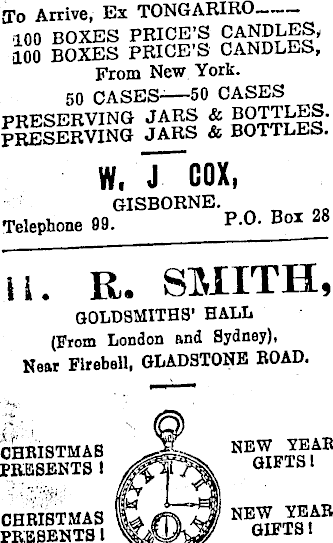 To Arrive, Ex TONGARIRO——
100 BOXES PRICE'S CANDLES,
100 BOXES PRICE'S CANDLES,
From New York.
50 CASES——50 CASES
PRESERVING JARS & BOTTLES.
PRESERVING JARS & BOTTLES.
W. J COX,
GISBORNE.
Telephone 99. P.O. Box 28
H. R. SMITH,
GOLDSMITHS' HALL
(From London and Sydney),
Near Firebell, GLADSTONE ROAD.
CHRISTMAS PRESENTS !
NEW YEAR GIFTS !
CHRISTMAS PRESENTS !
NEW YEAR GIFTS !